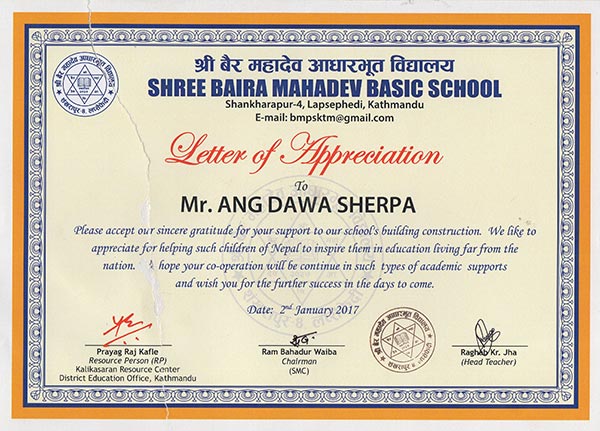 श्री बैर महादेव आधारभूत विद्यालय
SHREE BAIRA MAHADEV BASIC SCHOOL
Shankharapur-4, Lapsephedi, Kathmandu
E-mail: bmpsktm@gmail.com
Letter of Appreciation
To
Mr. ANG DAWA SHERPA
Please accept our sincere gratitude for your support to our school's building construction. We like to
appreciate for helping such children of Nepal to inspire them in education living far from the
nation. hope your co-operation will be continue in such types of academic supports
and wish you for the further success in the days to come.
Date: 2nd January 2017
Prayag Raj Kafle
Resource Person (RP)
Kalikasaran Resource Center
District Education Office, Kathmandu
Ram Bahadur Waiba
Chairman
(SMC)
Raghab Kr. Jha
(Head Teacher)